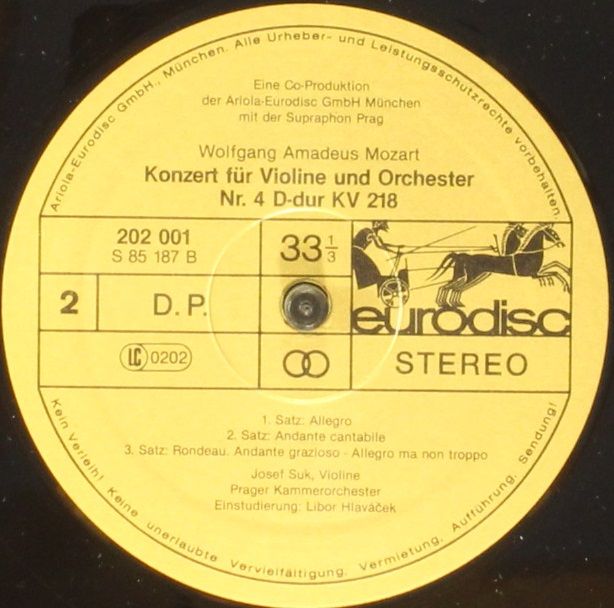 Ariola-Eurodisc GmbH., München. Alle Urheber- und Leistungsschutzrechte vorbehalten.
Eine Co-Produktion
der Ariola-Eurodisc GmbH München
mit der Supraphon Prag
Wolfgang Amadeus Mozart
Konzert für Violine und Orchester
Nr. 4 D-dur KV 218
202 001
S 85 187 B
33 1/3
2
D.P.
eurodisc
LC 0202
STEREO
1. Satz: Allegro
2. Satz: Andante cantabile
3. Satz: Rondeau. Andante grazioso - Allegro ma non troppo
Josef Suk, Violine
Prager Kammerorchester
Einstudierung: Libor Hlaváček
Kein Verleih! Keine unerlaubte Vervielfältigung, Vermietung, Aufführung, Sendung!